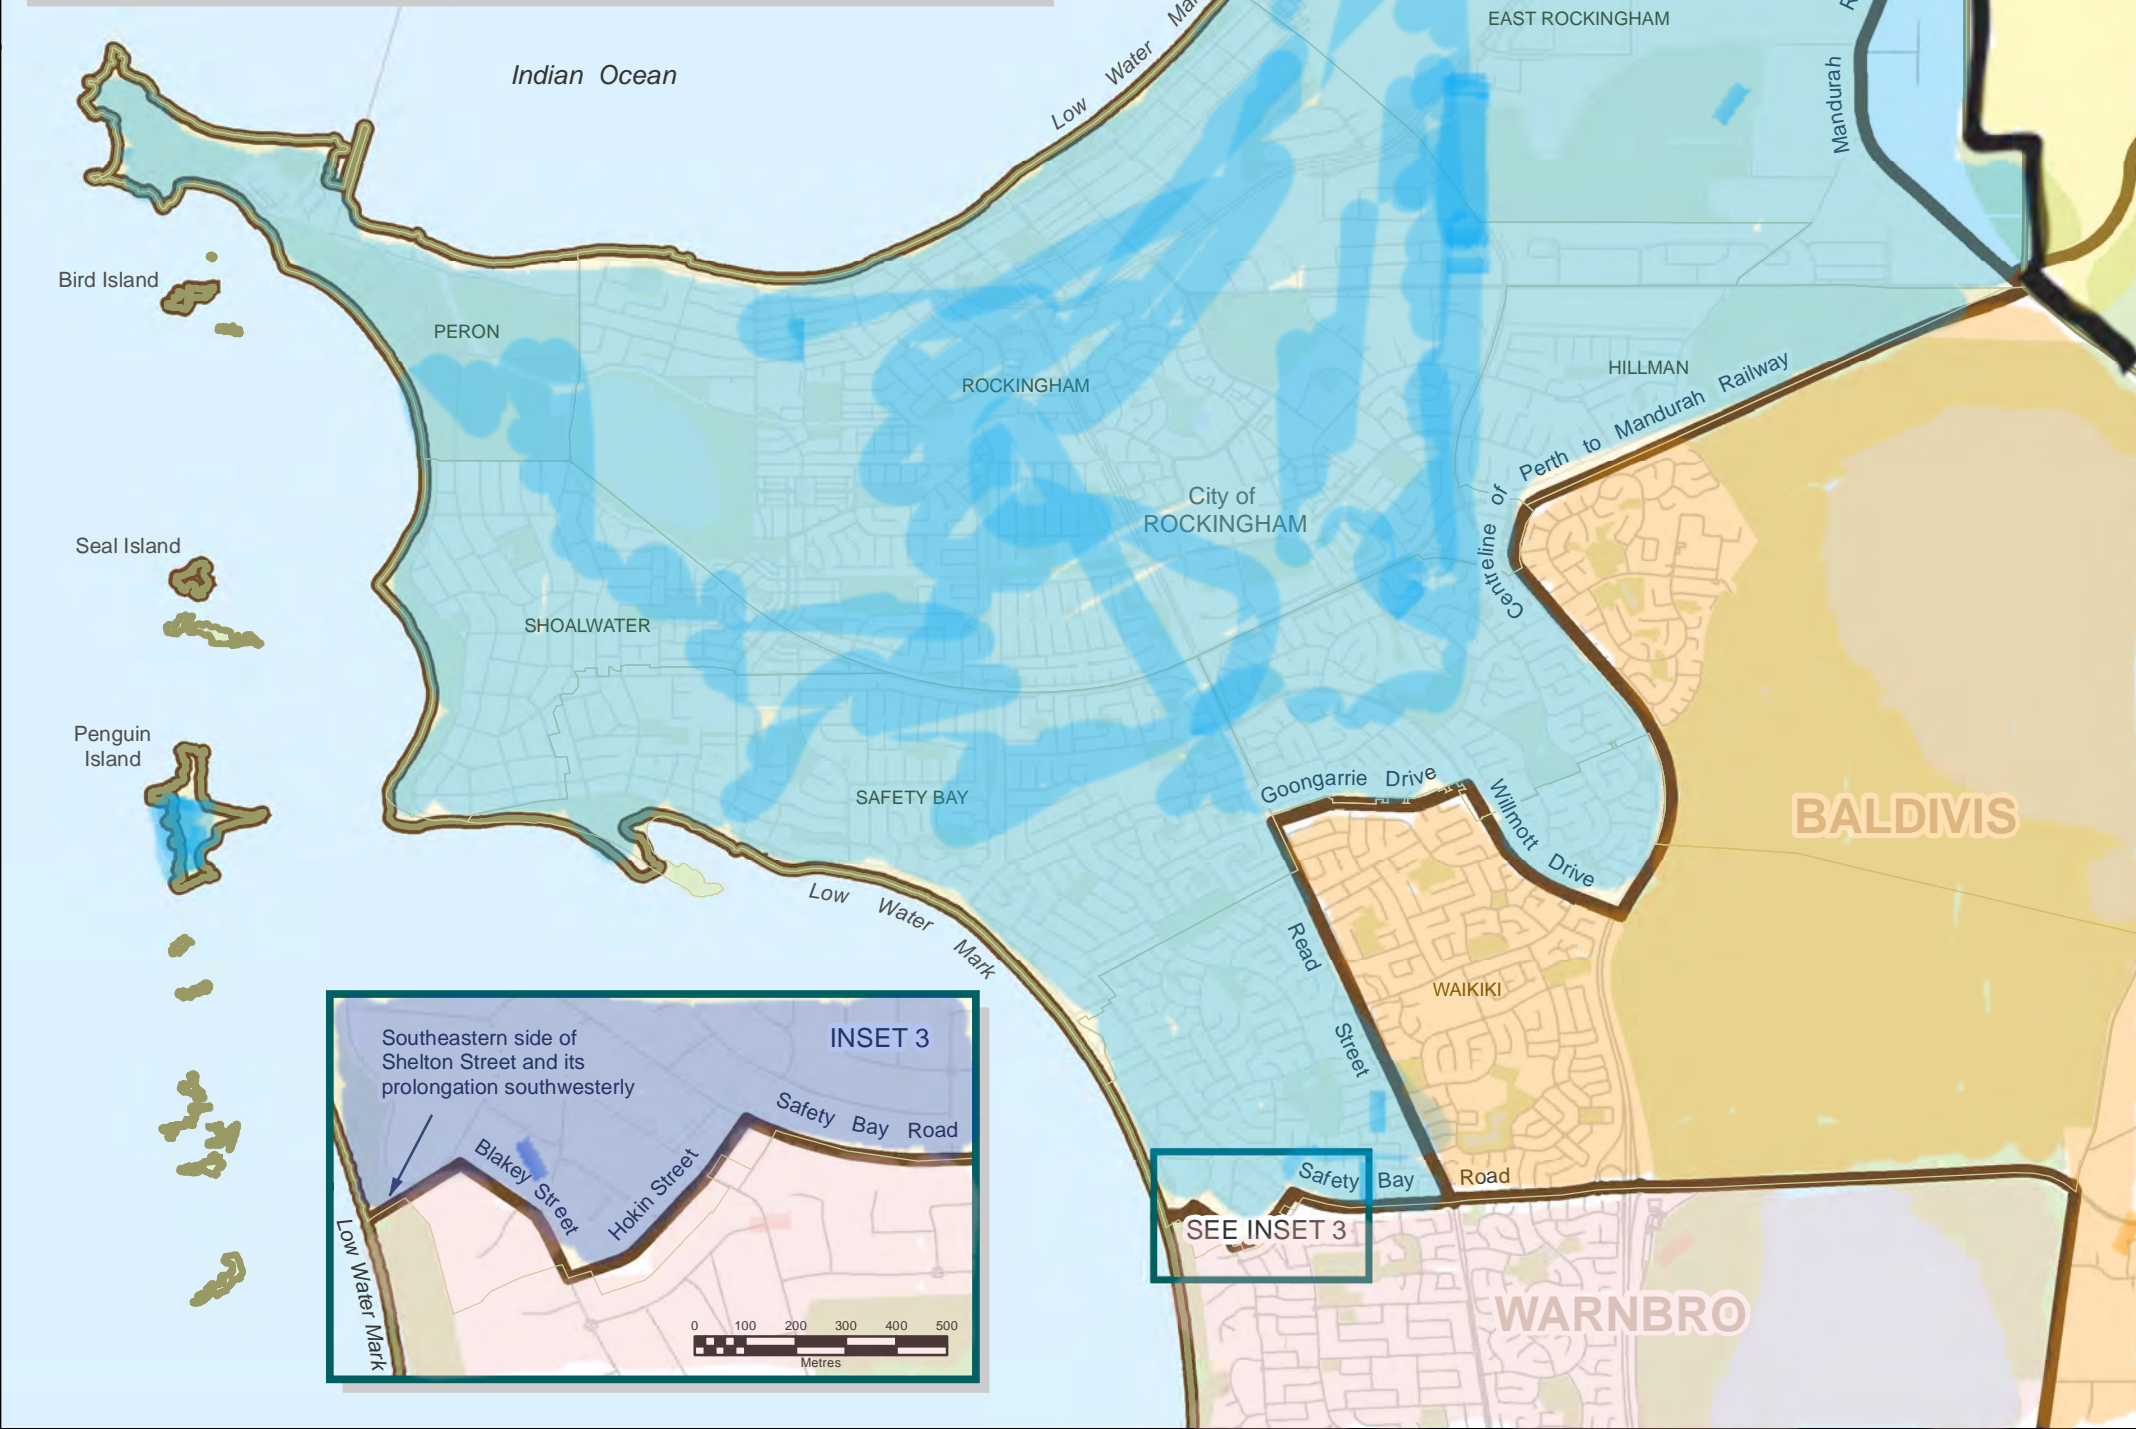 EAST ROCKINGHAM
Indian Ocean
Low Water
Mandurah
Bird Island
PERON
ROCKINGHAM
HILLMAN
Centreline of Perth to Mandurah Railway
City of
ROCKINGHAM
Seal Island
SHOALWATER
Penguin
Island
SAFETY BAY
Goongarrie Drive
Willmott Drive
BALDIVIS
Low Water Mark
Read Street
WAIKIKI
INSET 3
Southeastern side of
Shelton Street and its
prolongation southwesterly
Safety Bay Road
Blakey Street
Hokin Street
Low Water Mark
0 100 200 300 400 500
Metres
Safety Bay Road
SEE INSET 3
WARNBRO